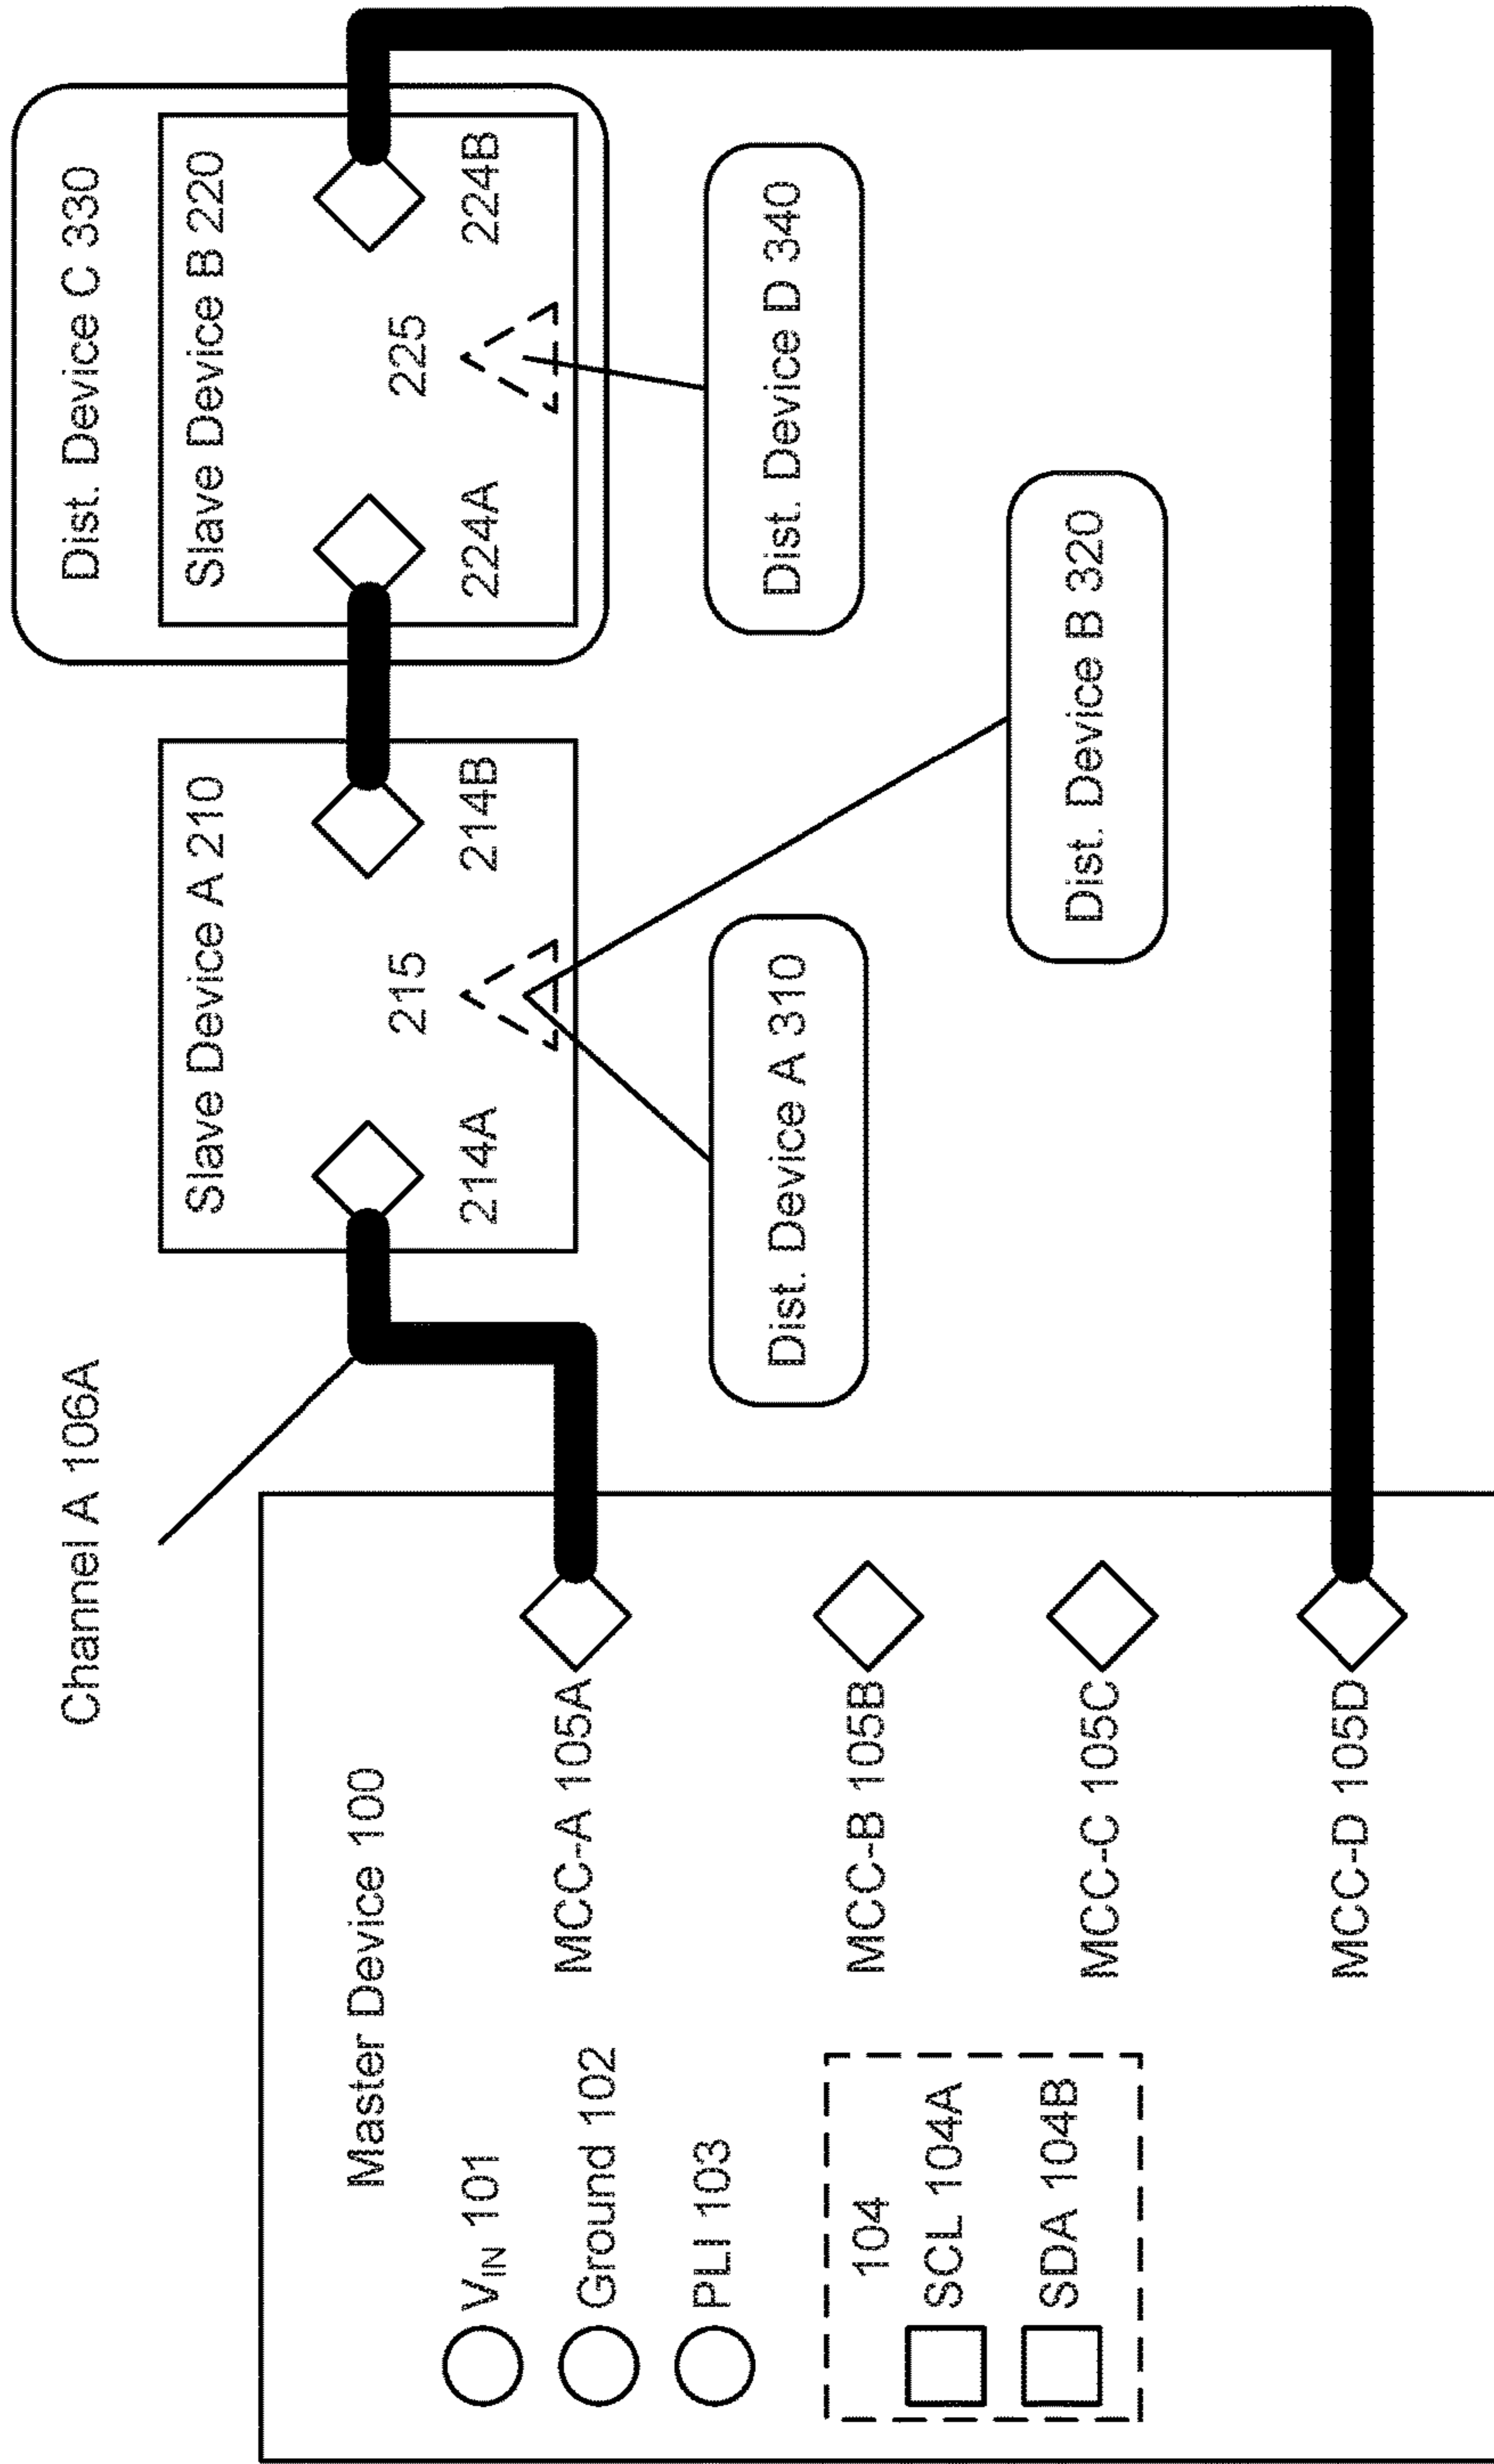 Channel A 106A
Master Device 100
V_IN 101
Ground 102
PLI 103
104
SCL 104A
SDA 104B
MCC-A 105A
MCC-B 105B
MCC-C 105C
MCC-D 105D
Slave Device A 210
214A
215
214B
Dist. Device A 310
Dist. Device B 320
Dist. Device C 330
Slave Device B 220
224A
225
224B
Dist. Device D 340